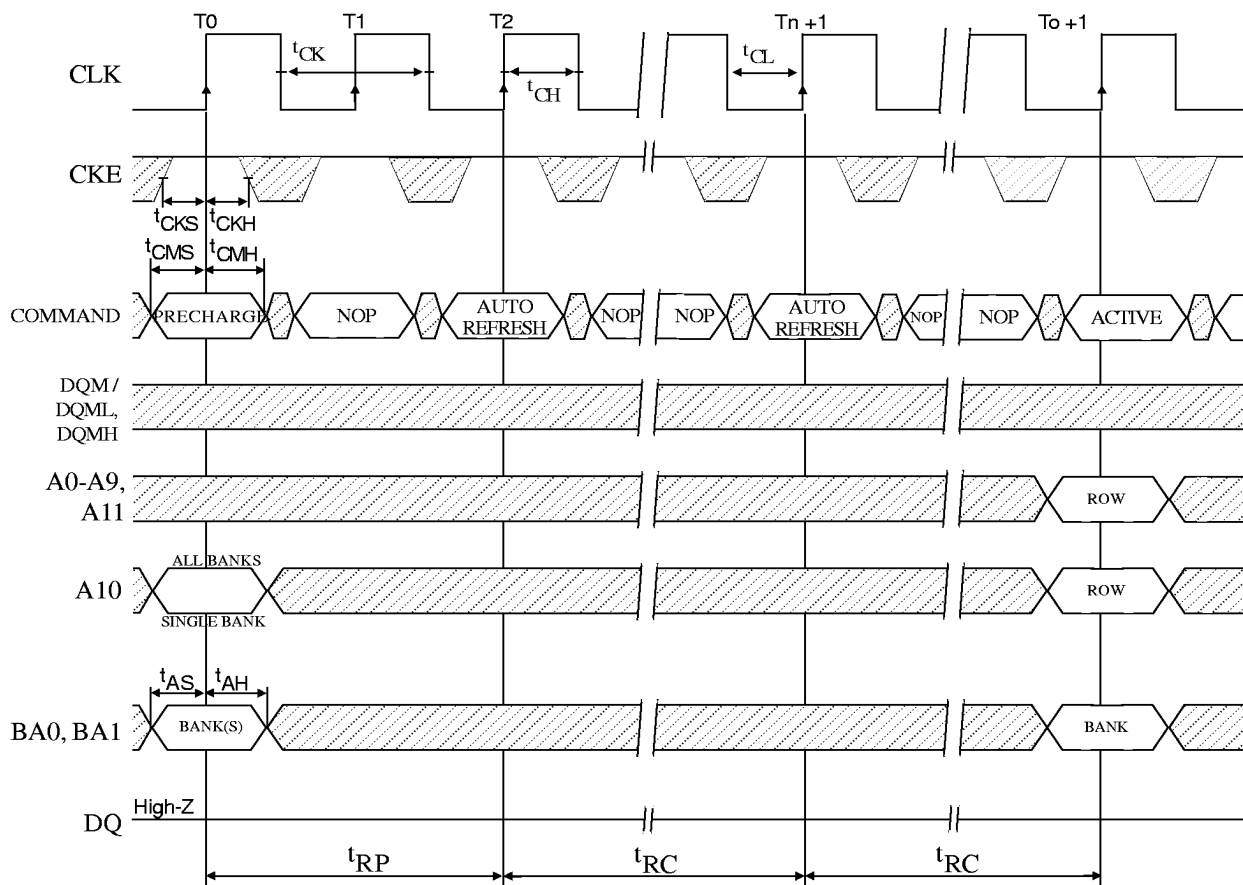 T0 T1 T2 Tn +1 To +1
CLK
tCK
tCH
tCL
CKE
tCKS tCKH
tCMS tCMH
COMMAND
PRECHARGE NOP AUTO REFRESH NOP NOP AUTO REFRESH NOP NOP ACTIVE
DQM /
DQML,
DQMH
A0-A9,
A11
ROW
ALL BANKS
A10
ROW
SINGLE BANK
tAS tAH
BA0, BA1
BANK(S) BANK
High-Z
DQ
tRP tRC tRC